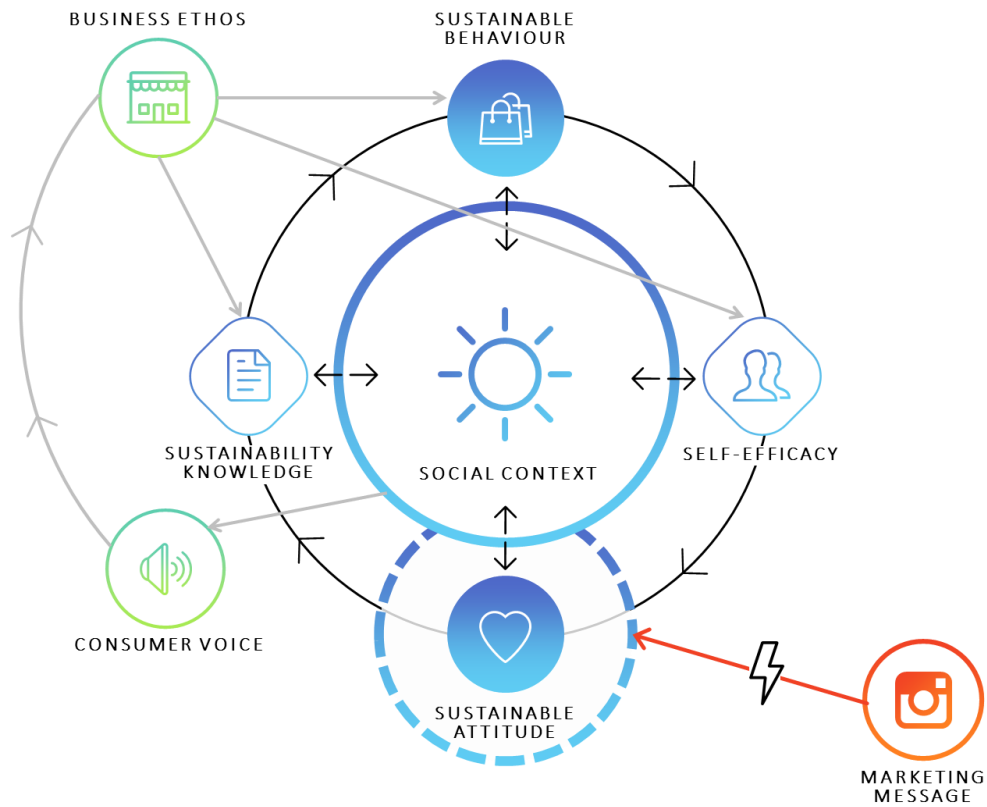 BUSINESS ETHOS
SUSTAINABLE
BEHAVIOUR
SUSTAINABILITY
KNOWLEDGE
SOCIAL CONTEXT
SELF-EFFICACY
CONSUMER VOICE
SUSTAINABLE
ATTITUDE
MARKETING
MESSAGE